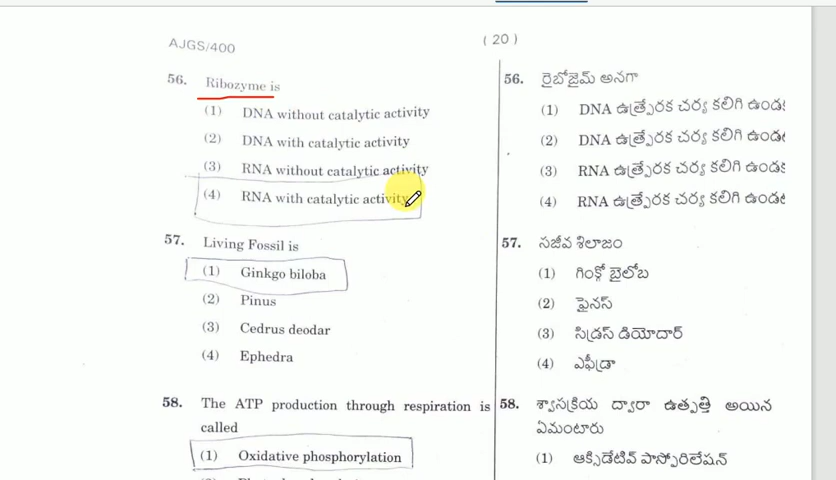 AJGS/400
( 20 )
56. Ribozyme is
(1) DNA without catalytic activity
(2) DNA with catalytic activity
(3) RNA without catalytic activity
(4) RNA with catalytic activity
57. Living Fossil is
(1) Ginkgo biloba
(2) Pinus
(3) Cedrus deodar
(4) Ephedra
58. The ATP production through respiration is
called
(1) Oxidative phosphorylation
56. రైబోజైమ్ అనగా
(1) DNA ఉత్ప్రేరక చర్య కలిగి
(2) DNA ఉత్ప్రేరక చర్య కలిగి
(3) RNA ఉత్ప్రేరక చర్య కలిగి
(4) RNA ఉత్ప్రేరక చర్య కలిగి
57. సజీవ శిలాజం
(1) గింక్గో బైలోబ
(2) పైనస్
(3) సిడ్రస్ డియోదార్
(4) ఎఫీడ్రా
58. శ్వాసక్రియ ద్వారా ఉత్పత్తి అయిన
ఏమంటారు
(1) ఆక్సిడేటివ్ పాస్ఫోరిలేషన్